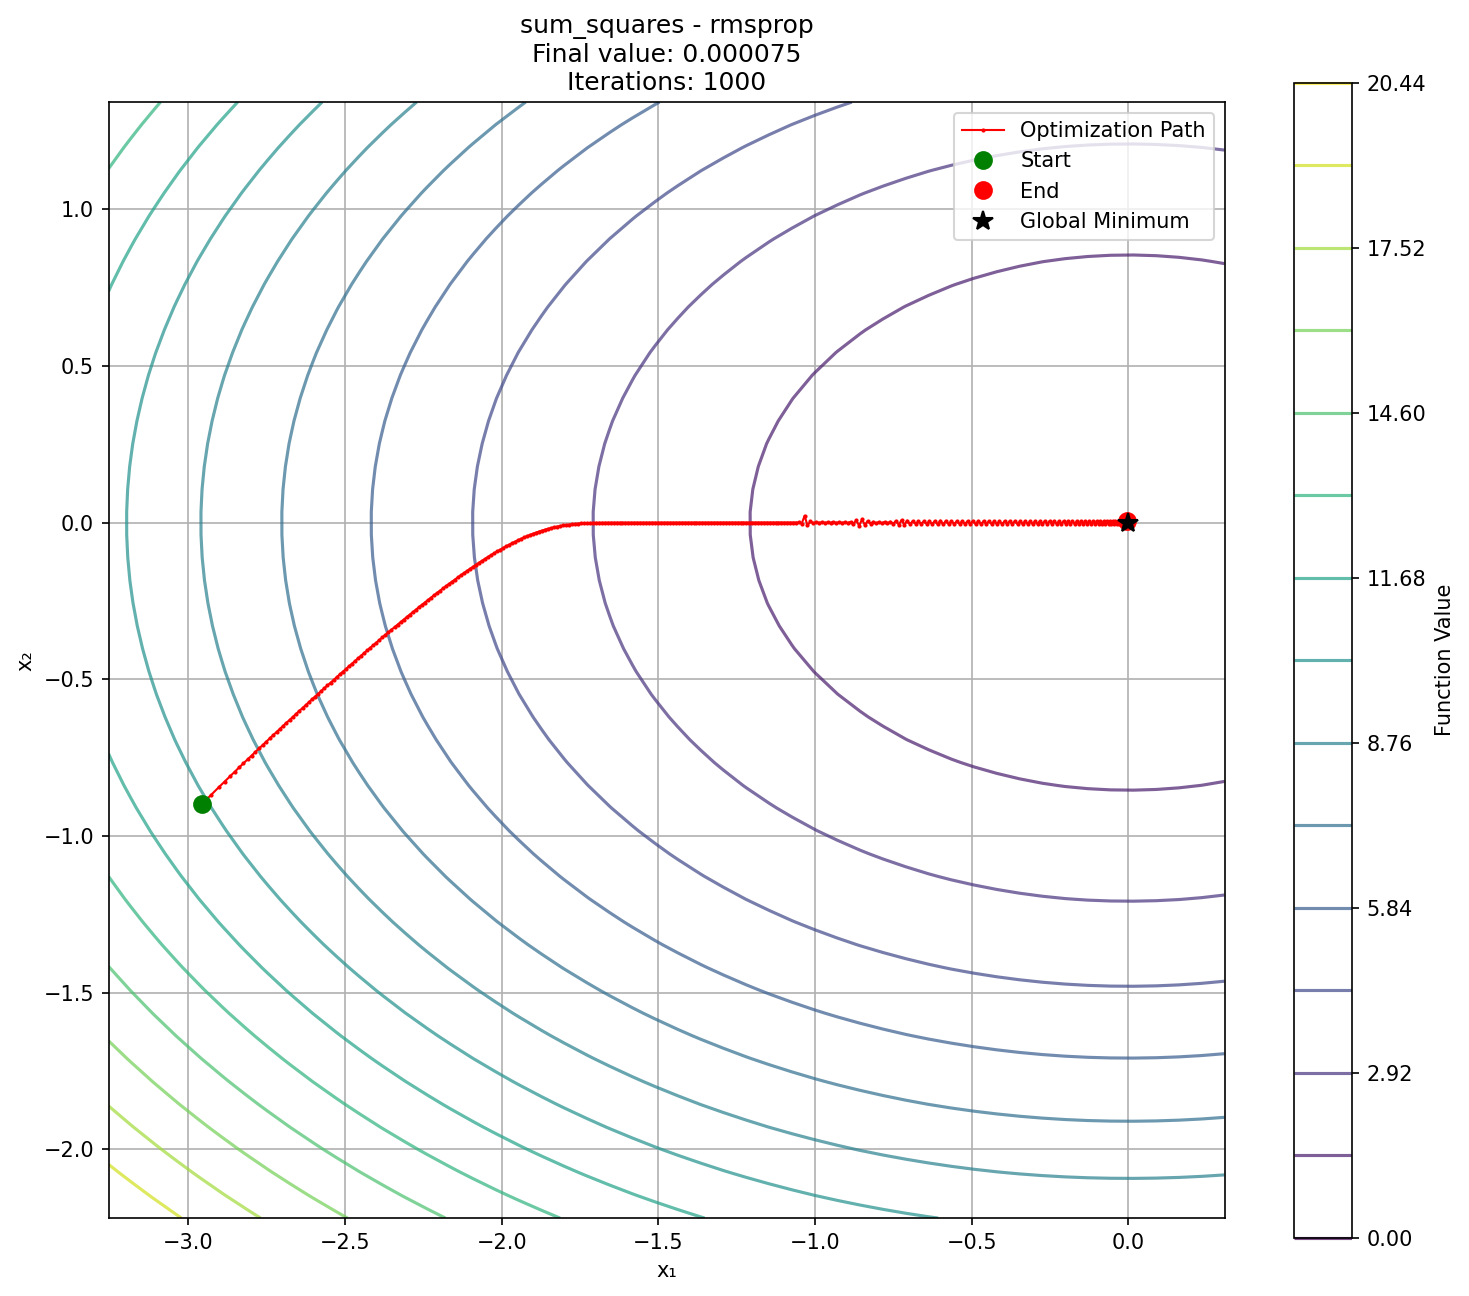 sum_squares - rmsprop
Final value: 0.000075
Iterations: 1000
Optimization Path
Start
End
Global Minimum
1.0
0.5
0.0
−0.5
−1.0
−1.5
−2.0
x₂
−3.0
−2.5
−2.0
−1.5
−1.0
−0.5
0.0
x₁
20.44
17.52
14.60
11.68
8.76
5.84
2.92
0.00
Function Value